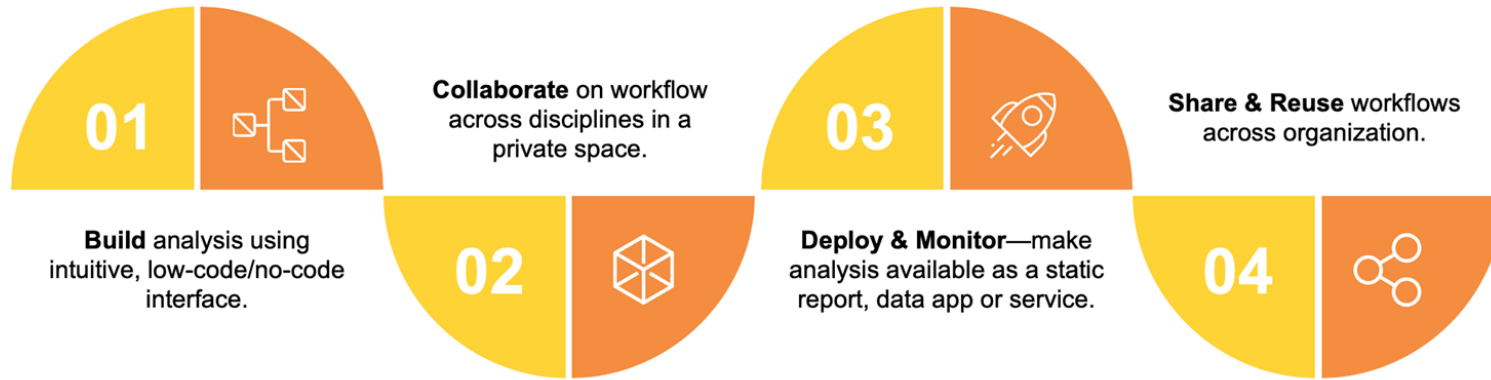 01
Build analysis using
intuitive, low-code/no-code
interface.
Collaborate on workflow
across disciplines in a
private space.
02
03
Deploy & Monitor—make
analysis available as a static
report, data app or service.
Share & Reuse workflows
across organization.
04